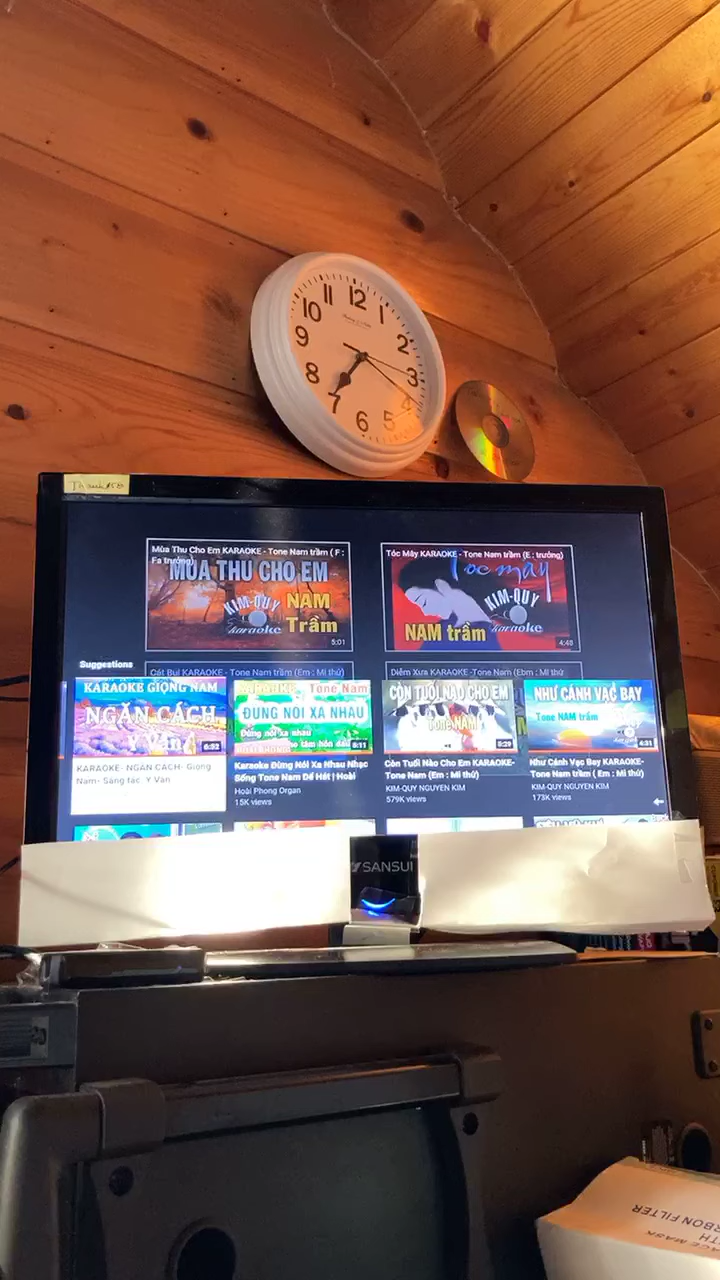 11 12 1
10 2
9 3
8 4
7 6 5
Mùa Thu Cho Em KARAOKE - Tone Nam trầm ( F :
Fa trưởng)
MÙA THU CHO EM
KIM-QUY
karaoke
NAM
Trầm
5:01
Tóc Mây KARAOKE - Tone Nam trầm (E : trưởng)
Tóc mây
KIM-QUY
karaoke
NAM trầm
4:48
Suggestions
Cát Bụi KARAOKE - Tone Nam trầm (Em : Mi thứ)
Diễm Xưa KARAOKE -Tone Nam (Ebm : Mi thứ
KARAOKE GIỌNG NAM
NGĂN CÁCH
Y Vân
6:52
Tone Nam
ĐỪNG NÓI XA NHAU
Đừng nói xa nhau
8:11
CÒN TUỔI NÀO CHO EM
Tone NAM
5:29
NHƯ CÁNH VẠC BAY
Tone NAM trầm
4:31
KARAOKE- NGĂN CÁCH- Giọng
Nam- Sáng tác. Y Vân
Karaoke Đừng Nói Xa Nhau Nhạc
Sống Tone Nam Dễ Hát | Hoài
Hoài Phong Organ
15K views
Còn Tuổi Nào Cho Em KARAOKE-
Tone Nam (Em : Mi thứ)
KIM-QUY NGUYEN KIM
579K views
Như Cánh Vạc Bay KARAOKE-
Tone Nam trầm ( Em : Mi thứ)
KIM-QUY NGUYEN KIM
173K views
SANSUI
MASK
FILTER